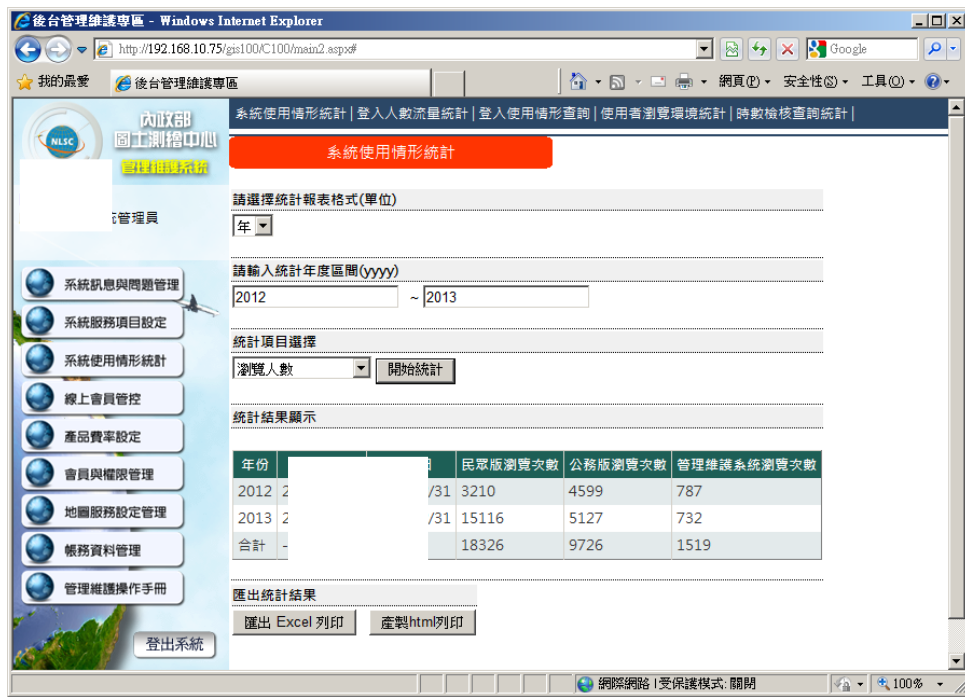 後台管理維護專區 - Windows Internet Explorer
http://192.168.10.75/gis100/C100/main2.aspx#
Google
我的最愛
後台管理維護專區
網頁(P)
安全性(S)
工具(O)
內政部
國土測繪中心
NLSC
管理維護系統
管理員
系統訊息與問題管理
系統服務項目設定
系統使用情形統計
線上會員管控
產品費率設定
會員與權限管理
地圖服務設定管理
帳務資料管理
管理維護操作手冊
登出系統
系統使用情形統計|登入人數流量統計|登入使用情形查詢|使用者瀏覽環境統計|時數檢核查詢統計|
系統使用情形統計
請選擇統計報表格式(單位)
年
請輸入統計年度區間(yyyy)
2012 ~ 2013
統計項目選擇
瀏覽人數 開始統計
統計結果顯示
年份 民眾版瀏覽次數 公務版瀏覽次數 管理維護系統瀏覽次數
2012 2 /31 3210 4599 787
2013 2 /31 15116 5127 732
合計 - 18326 9726 1519
匯出統計結果
匯出 Excel 列印 產製html列印
網際網路 | 受保護模式: 關閉
100%